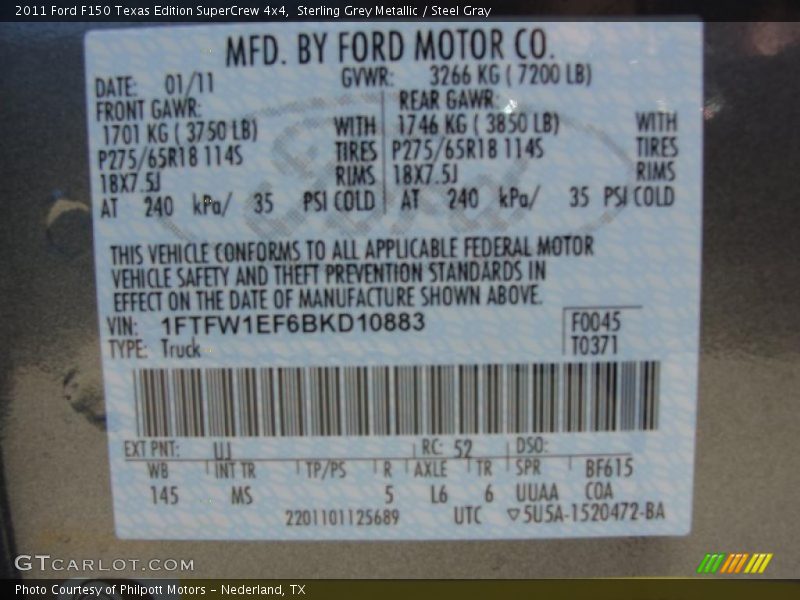 2011 Ford F150 Texas Edition SuperCrew 4x4,  Sterling Grey Metallic / Steel Gray
MFD. BY FORD MOTOR CO.
DATE: 01/11 GVWR: 3266 KG ( 7200 LB)
FRONT GAWR: REAR GAWR:
1701 KG ( 3750 LB) WITH 1746 KG ( 3850 LB) WITH
P275/65R18 114S TIRES P275/65R18 114S TIRES
18X7.5J RIMS 18X7.5J RIMS
AT 240 kPa/ 35 PSI COLD AT 240 kPa/ 35 PSI COLD
Ford
THIS VEHICLE CONFORMS TO ALL APPLICABLE FEDERAL MOTOR
VEHICLE SAFETY AND THEFT PREVENTION STANDARDS IN
EFFECT ON THE DATE OF MANUFACTURE SHOWN ABOVE.
VIN: 1FTFW1EF6BKD10883 F0045
TYPE: Truck T0371
EXT PNT: UJ RC: 52 DSO:
WB INT TR TP/PS R AXLE TR SPR BF615
145 MS 5 L6 6 UUAA COA
2201101125689 UTC ▽5U5A-1520472-BA
GTCARLOT.COM
Photo Courtesy of Philpott Motors – Nederland, TX